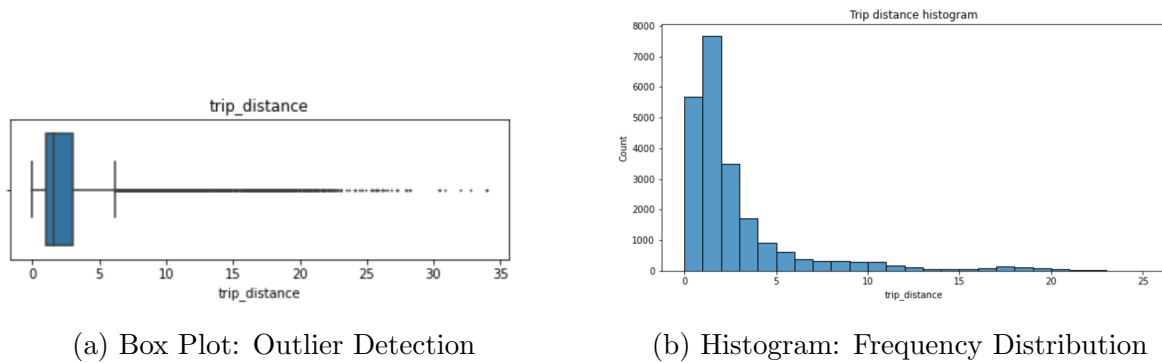 trip_distance
0 5 10 15 20 25 30 35
trip_distance
(a) Box Plot: Outlier Detection
Trip distance histogram
8000
7000
6000
5000
4000
3000
2000
1000
0
Count
0 5 10 15 20 25
trip_distance
(b) Histogram: Frequency Distribution